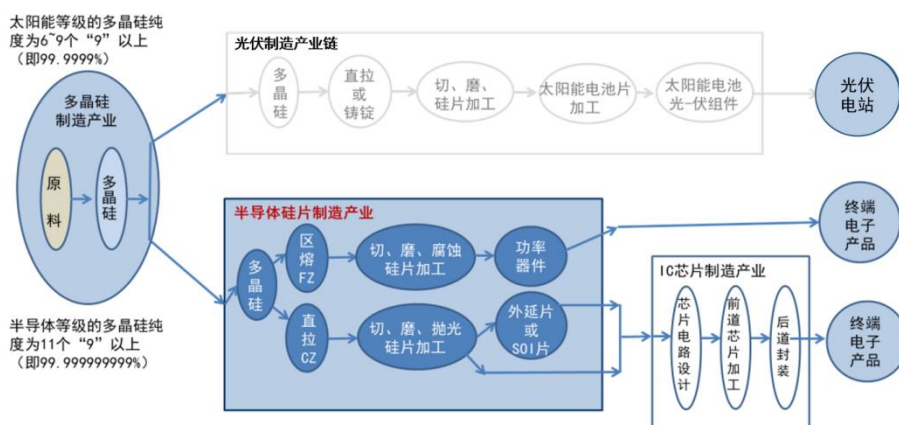 太阳能等级的多晶硅纯
度为6~9个“9”以上
（即99.9999%）
多晶硅
制造产业
原
料
多
晶
硅
半导体等级的多晶硅纯
度为11个“9”以上
（即99.999999999%）
光伏制造产业链
多
晶
硅
直拉
或
铸锭
切、磨、
硅片加工
太阳能电池片
加工
太阳能电池
光-伏组件
光伏
电站
半导体硅片制造产业
多
晶
硅
区
熔
FZ
切、磨、腐蚀
硅片加工
功率
器件
终端
电子
产品
直
拉
CZ
切、磨、抛光
硅片加工
外延片
或
SOI片
IC芯片制造产业
芯
片
电
路
设
计
前
道
芯
片
加
工
后
道
封
装
终端
电子
产品